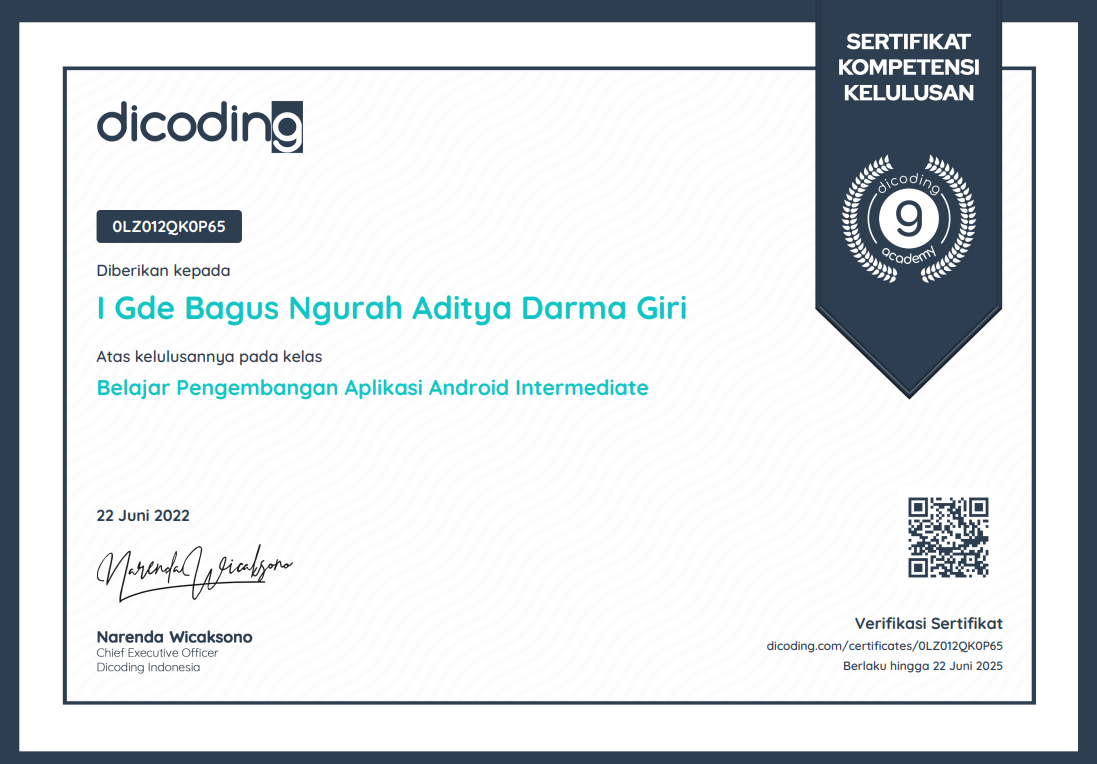 SERTIFIKAT
KOMPETENSI
KELULUSAN
dicoding
dicoding
9
academy
0LZ012QK0P65
Diberikan kepada
I Gde Bagus Ngurah Aditya Darma Giri
Atas kelulusannya pada kelas
Belajar Pengembangan Aplikasi Android Intermediate
22 Juni 2022
Narenda Wicaksono
Narenda Wicaksono
Chief Executive Officer
Dicoding Indonesia
Verifikasi Sertifikat
dicoding.com/certificates/0LZ012QK0P65
Berlaku hingga 22 Juni 2025